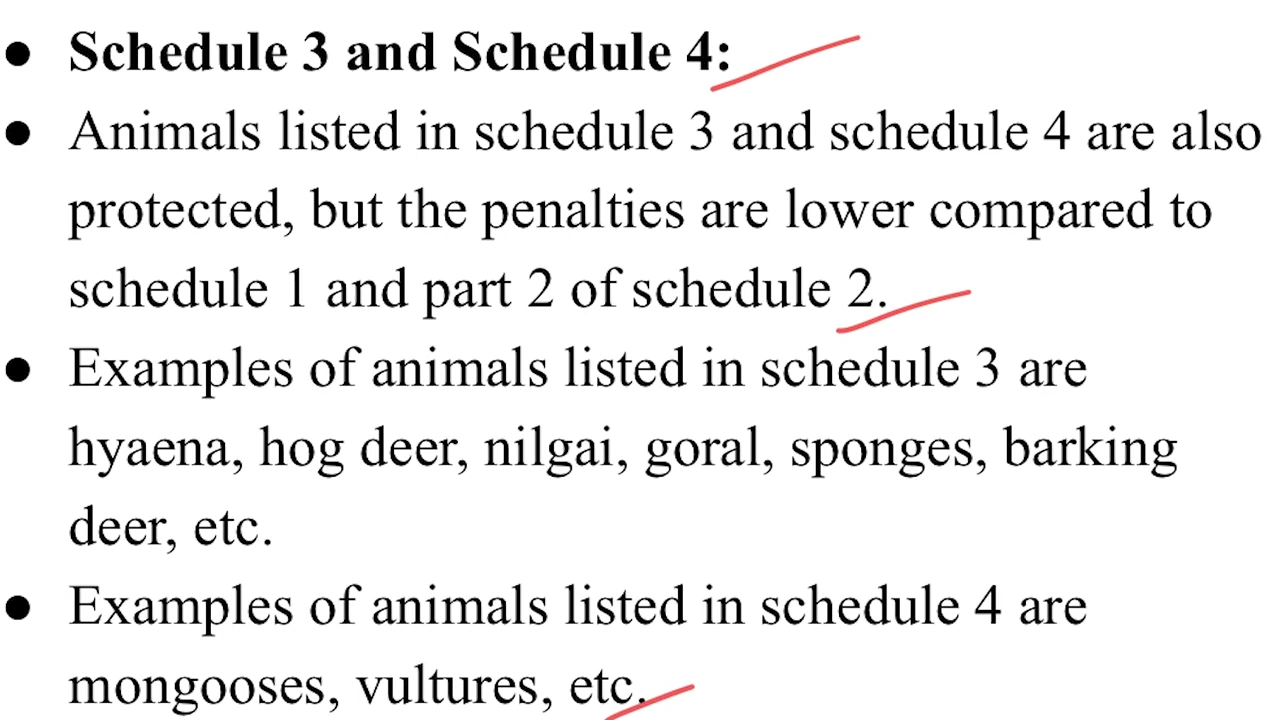 ● Schedule 3 and Schedule 4:
● Animals listed in schedule 3 and schedule 4 are also
protected, but the penalties are lower compared to
schedule 1 and part 2 of schedule 2.
● Examples of animals listed in schedule 3 are
hyaena, hog deer, nilgai, goral, sponges, barking
deer, etc.
● Examples of animals listed in schedule 4 are
mongooses, vultures, etc.